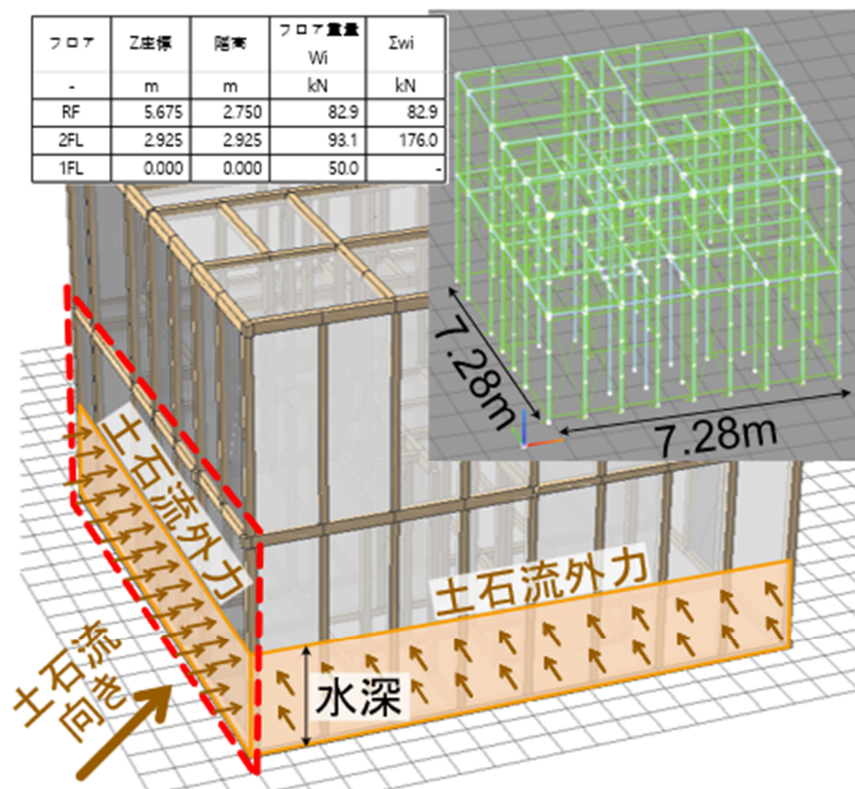 フロア Z座標 階高 フロア重量 Wi Σwi
- m m kN kN
RF 5.675 2.750 82.9 82.9
2FL 2.925 2.925 93.1 176.0
1FL 0.000 0.000 50.0 -
7.28m
7.28m
土石流外力
土石流外力
水深
土石流
向き